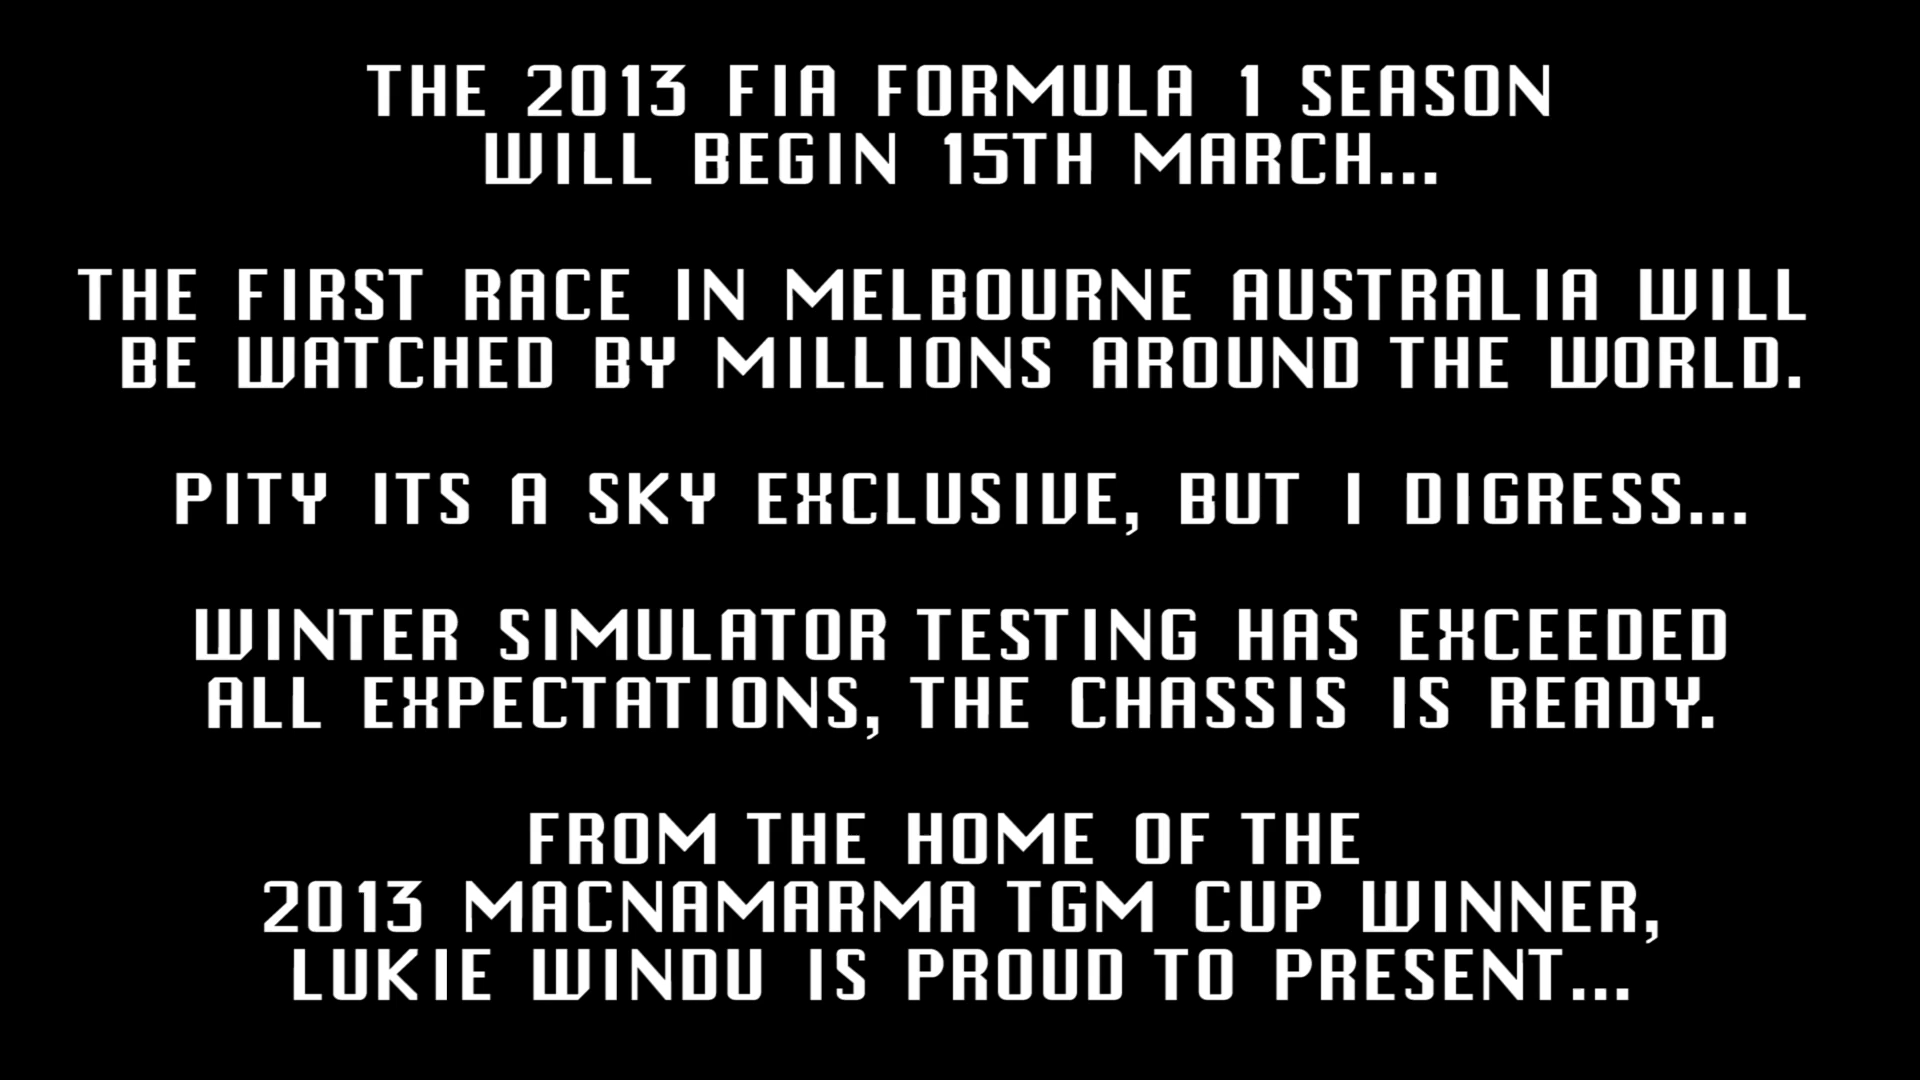 THE 2013 FIA FORMULA 1 SEASON
WILL BEGIN 15TH MARCH...
THE FIRST RACE IN MELBOURNE AUSTRALIA WILL
BE WATCHED BY MILLIONS AROUND THE WORLD.
PITY ITS A SKY EXCLUSIVE, BUT I DIGRESS...
WINTER SIMULATOR TESTING HAS EXCEEDED
ALL EXPECTATIONS, THE CHASSIS IS READY.
FROM THE HOME OF THE
2013 MACNAMARMA TGM CUP WINNER,
LUKIE WINDU IS PROUD TO PRESENT...